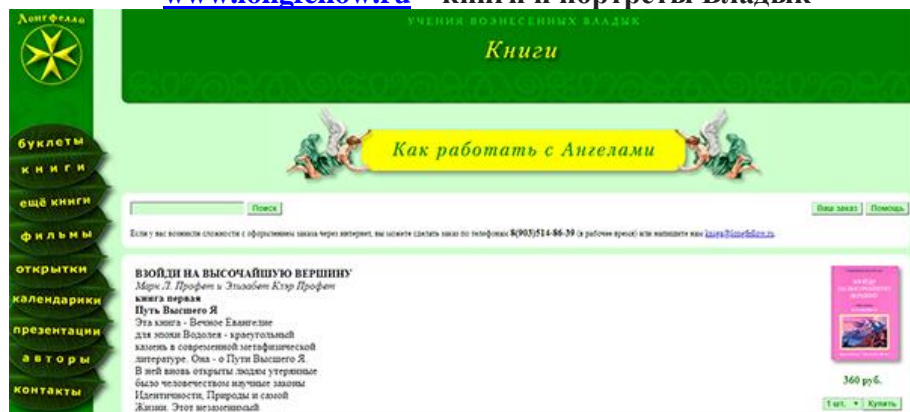 www.longfellow.ru – книги и портреты Владык
Лонгфелло
УЧЕНИЯ ВОЗНЕСЕННЫХ ВЛАДЫК
Книги
Как работать с Ангелами
буклеты
книги
ещё книги
фильмы
открытки
календарики
презентации
авторы
контакты
Поиск
Ваш заказ Помощь
Если у вас возникли сложности с оформлением заказа через интернет, вы можете сделать заказ по телефонам 8(903)514-86-39 (в рабочее время) или напишите нам
ВЗОЙДИ НА ВЫСОЧАЙШУЮ ВЕРШИНУ
Марк Л. Профет и Элизабет Клэр Профет
книга первая
Путь Высшего Я
Эта книга - Вечное Евангелие
для эпохи Водолея - краеугольный
камень в современной метафизической
литературе. Она - о Пути Высшего Я.
В ней вновь открыты людям утерянные
было человечеством научные законы
Идентичности, Природы и самой
Жизни. Этот незаменимый
360 руб.
1 шт. Купить